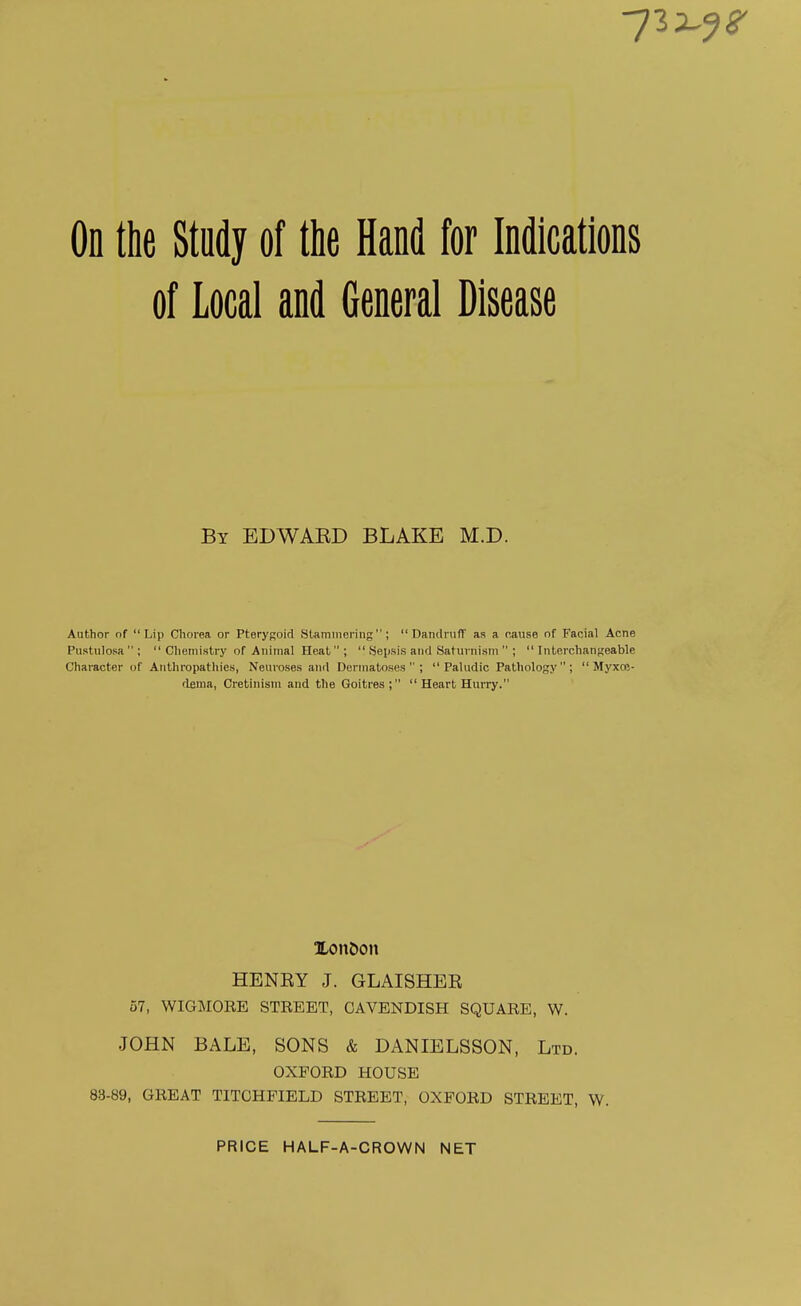 73298
On the Study of the Hand for Indications
of Local and General Disease
By EDWARD BLAKE M.D.
Author of "Lip Chorea or Pterygoid Stammering"; "Dandruff as a cause of Facial Acne
Pustulosa"; "Chemistry of Animal Heat"; "Sepsis and Saturnism"; "Interchangeable
Character of Anthropathies, Neuroses and Dermatoses"; "Paludic Pathology"; "Myxœ-
dema, Cretinism and the Goitres;" "Heart Hurry."
London
HENRY J. GLAISHER
57, WIGMORE STREET, CAVENDISH SQUARE, W.
JOHN BALE, SONS & DANIELSSON, Ltd.
OXFORD HOUSE
83-89, GREAT TITCHFIELD STREET, OXFORD STREET, W.
PRICE HALF-A-CROWN NET